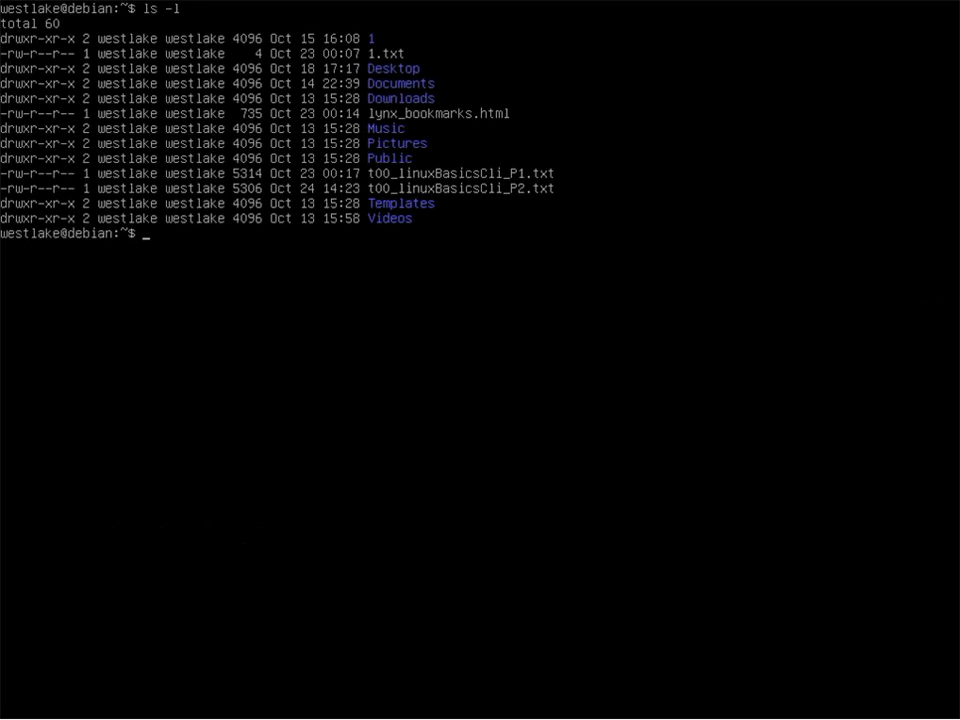 westlake@debian:~$ ls -l
total 60
drwxr-xr-x 2 westlake westlake 4096 Oct 15 16:08 1
-rw-r--r-- 1 westlake westlake    4 Oct 23 00:07 1.txt
drwxr-xr-x 2 westlake westlake 4096 Oct 18 17:17 Desktop
drwxr-xr-x 2 westlake westlake 4096 Oct 14 22:39 Documents
drwxr-xr-x 2 westlake westlake 4096 Oct 13 15:28 Downloads
-rw-r--r-- 1 westlake westlake  735 Oct 23 00:14 lynx_bookmarks.html
drwxr-xr-x 2 westlake westlake 4096 Oct 13 15:28 Music
drwxr-xr-x 2 westlake westlake 4096 Oct 13 15:28 Pictures
drwxr-xr-x 2 westlake westlake 4096 Oct 13 15:28 Public
-rw-r--r-- 1 westlake westlake 5314 Oct 23 00:17 t00_linuxBasicsCli_P1.txt
-rw-r--r-- 1 westlake westlake 5306 Oct 24 14:23 t00_linuxBasicsCli_P2.txt
drwxr-xr-x 2 westlake westlake 4096 Oct 13 15:28 Templates
drwxr-xr-x 2 westlake westlake 4096 Oct 13 15:58 Videos
westlake@debian:~$ _